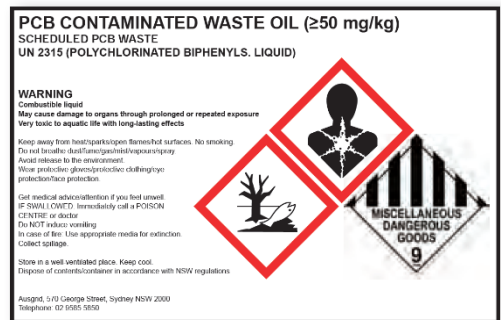 PCB CONTAMINATED WASTE OIL (≥50 mg/kg)
SCHEDULED PCB WASTE
UN 2315 (POLYCHLORINATED BIPHENYLS. LIQUID)
WARNING
Combustible liquid
May cause damage to organs through prolonged or repeated exposure
Very toxic to aquatic life with long-lasting effects
Keep away from heat/sparks/open flames/hot surfaces. No smoking.
Do not breathe dust/fume/gas/mist/vapours/spray
Avoid release to the environment.
Wear protective gloves/protective clothing/eye
protection/face protection.
Get medical advice/attention if you feel unwell.
IF SWALLOWED. Immediately call a POISON
CENTRE or doctor
Do NOT induce vomiting
In case of fire. Use appropriate media for extinction.
Collect spillage.
Store in a well ventilated place. Keep cool.
Dispose of contents/container in accordance with NSW regulations
Ausgrid, 570 George Street, Sydney NSW 2000
Telephone: 02 9585 5850
MISCELLANEOUS
DANGEROUS
GOODS
9